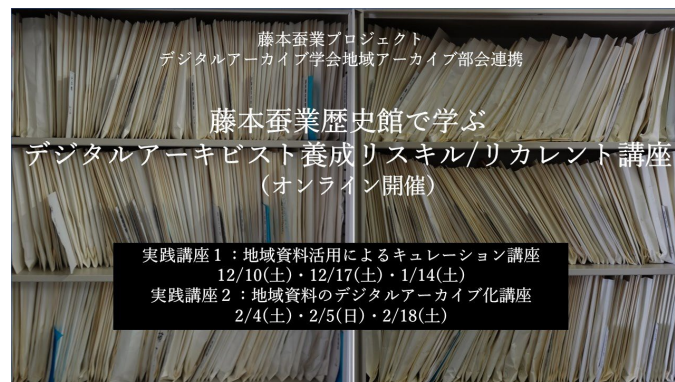 藤本蚕業プロジェクト
デジタルアーカイブ学会地域アーカイブ部会連携
藤本蚕業歴史館で学ぶ
デジタルアーキビスト養成リスキル/リカレント講座
（オンライン開催）
実践講座１：地域資料活用によるキュレーション講座
12/10(土)・12/17(土)・1/14(土)
実践講座２：地域資料のデジタルアーカイブ化講座
2/4(土)・2/5(日)・2/18(土)